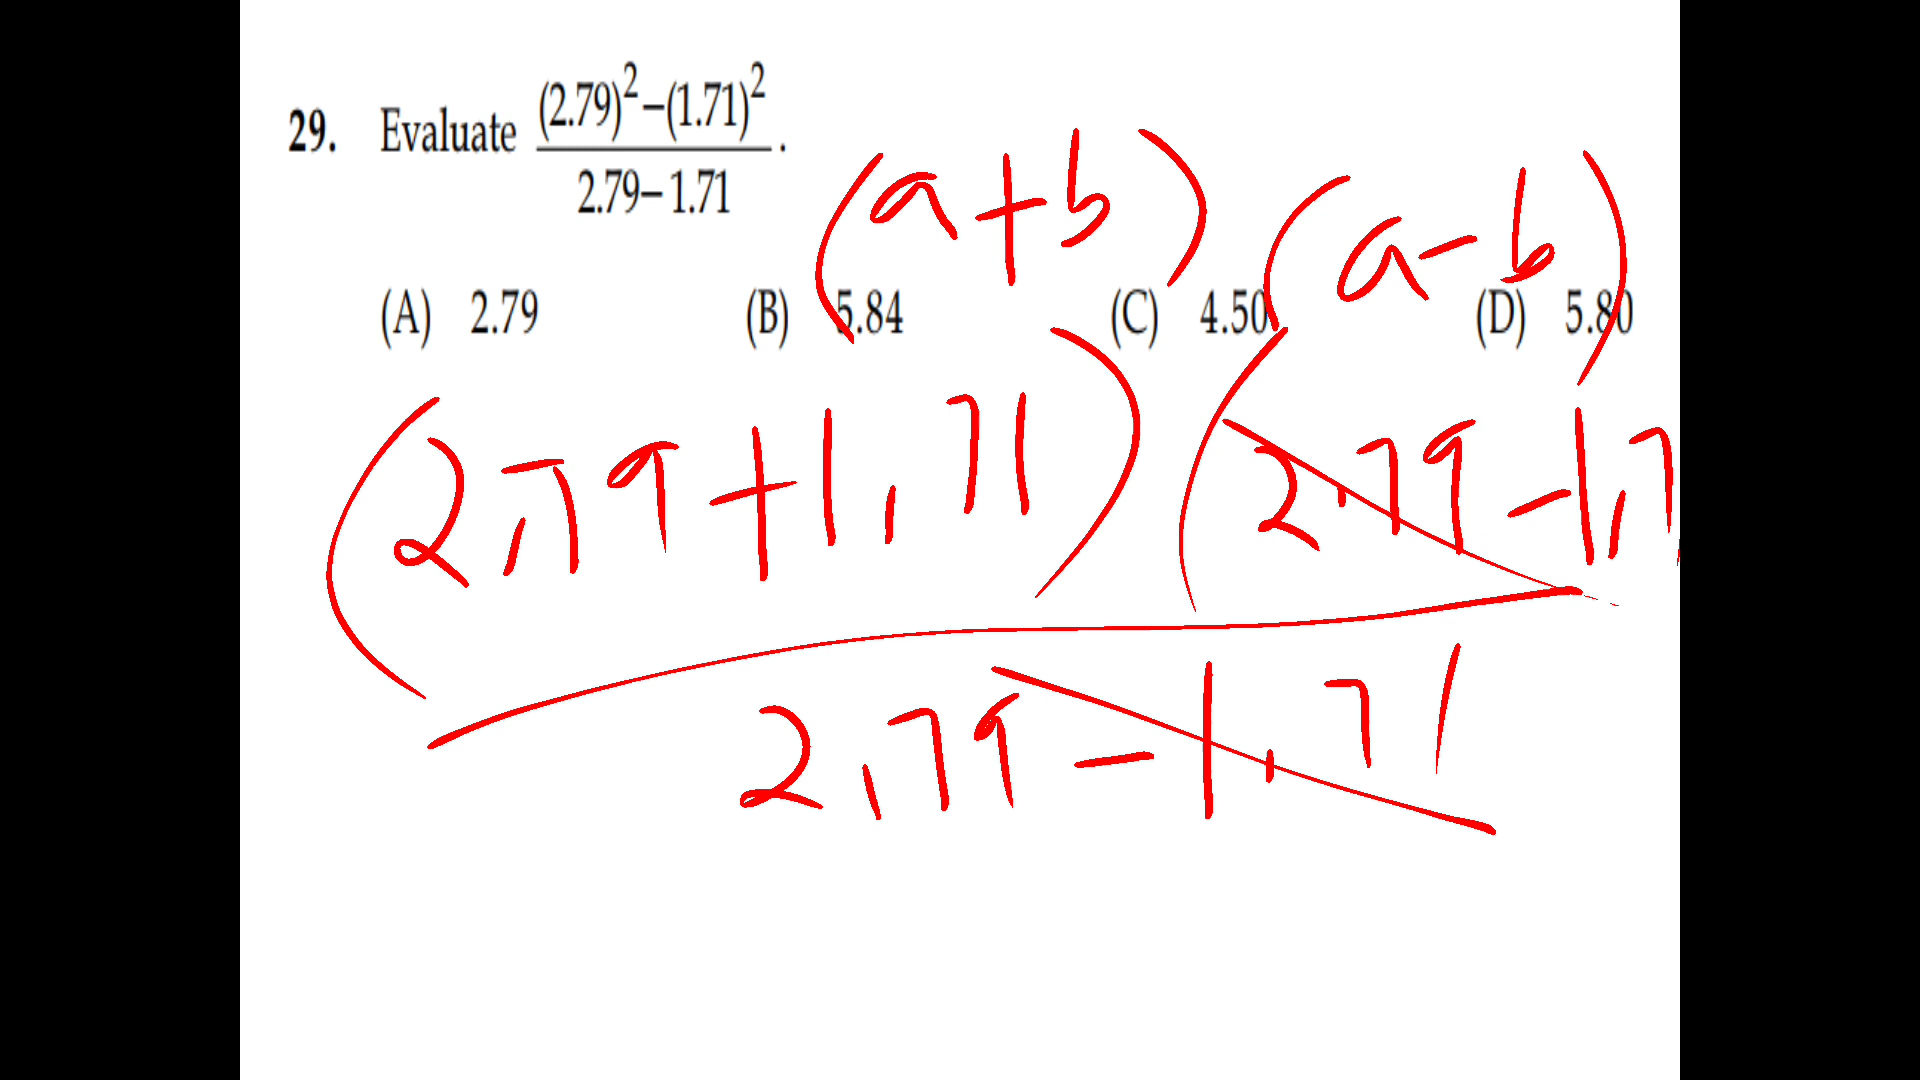 29. Evaluate (2.79)²−(1.71)² / 2.79−1.71 .
(a+b) (a-b)
(A) 2.79 (B) 5.84 (C) 4.50 (D) 5.80
(2.79+1.71) (2.79-1.7
2.79-1.71